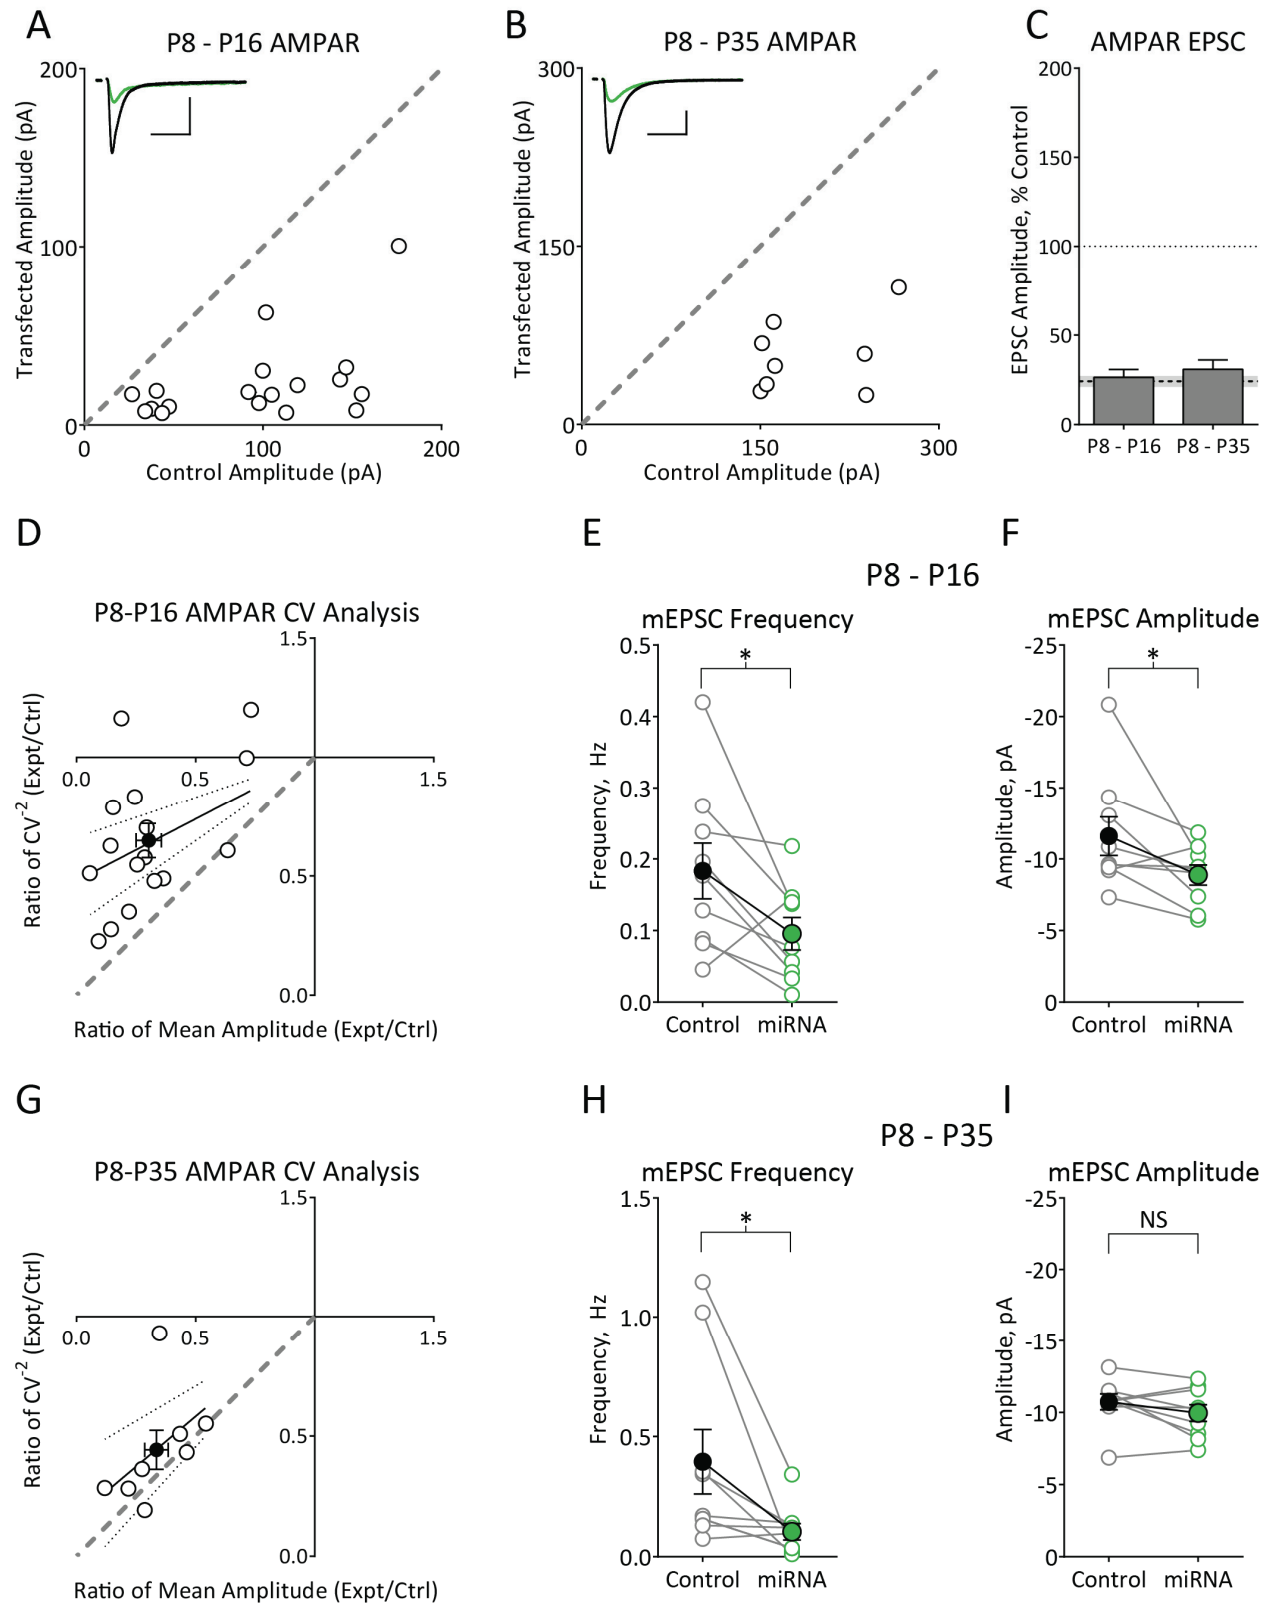 A
P8 - P16 AMPAR
Transfected Amplitude (pA)
200
100
0
0
100
200
Control Amplitude (pA)
B
P8 - P35 AMPAR
Transfected Amplitude (pA)
300
150
0
0
150
300
Control Amplitude (pA)
C
AMPAR EPSC
EPSC Amplitude, % Control
200
150
100
50
0
P8 - P16
P8 - P35
D
P8-P16 AMPAR CV Analysis
Ratio of CV-2 (Expt/Ctrl)
1.5
0.0
0.5
1.5
0.5
0.0
Ratio of Mean Amplitude (Expt/Ctrl)
E
F
P8 - P16
mEPSC Frequency
Frequency, Hz
0.5
0.4
0.3
0.2
0.1
0.0
*
Control
miRNA
mEPSC Amplitude
Amplitude, pA
-25
-20
-15
-10
-5
0
*
Control
miRNA
G
P8-P35 AMPAR CV Analysis
Ratio of CV-2 (Expt/Ctrl)
1.5
0.0
0.5
1.5
0.5
0.0
Ratio of Mean Amplitude (Expt/Ctrl)
H
I
P8 - P35
mEPSC Frequency
Frequency, Hz
1.5
1.0
0.5
0.0
*
Control
miRNA
mEPSC Amplitude
Amplitude, pA
-25
-20
-15
-10
-5
0
NS
Control
miRNA